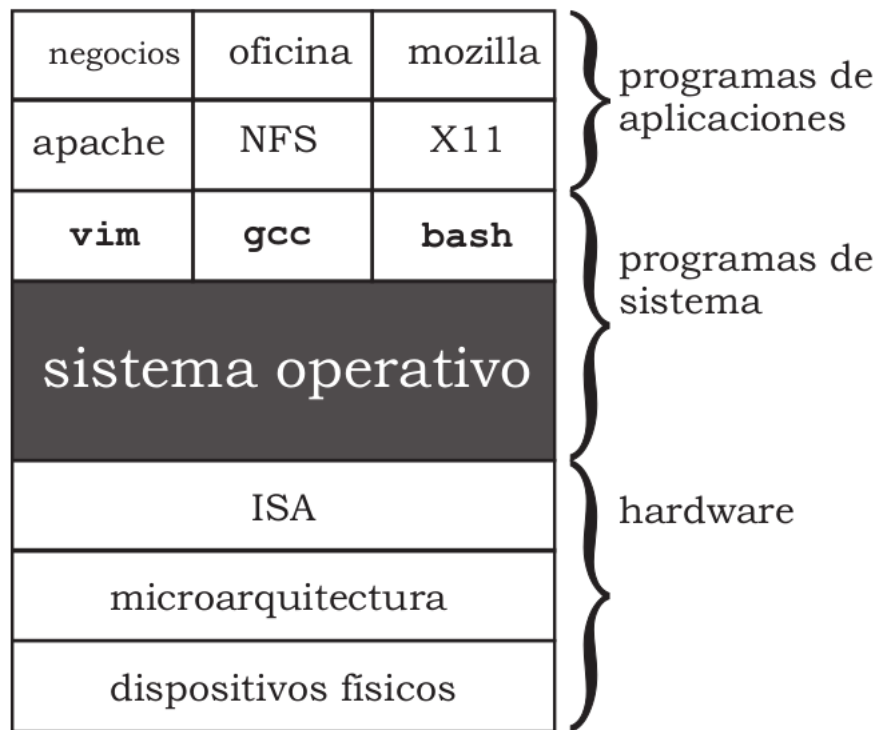 negocios oficina mozilla
programas de
aplicaciones
apache NFS X11
vim gcc bash
programas de
sistema
sistema operativo
ISA
hardware
microarquitectura
dispositivos físicos